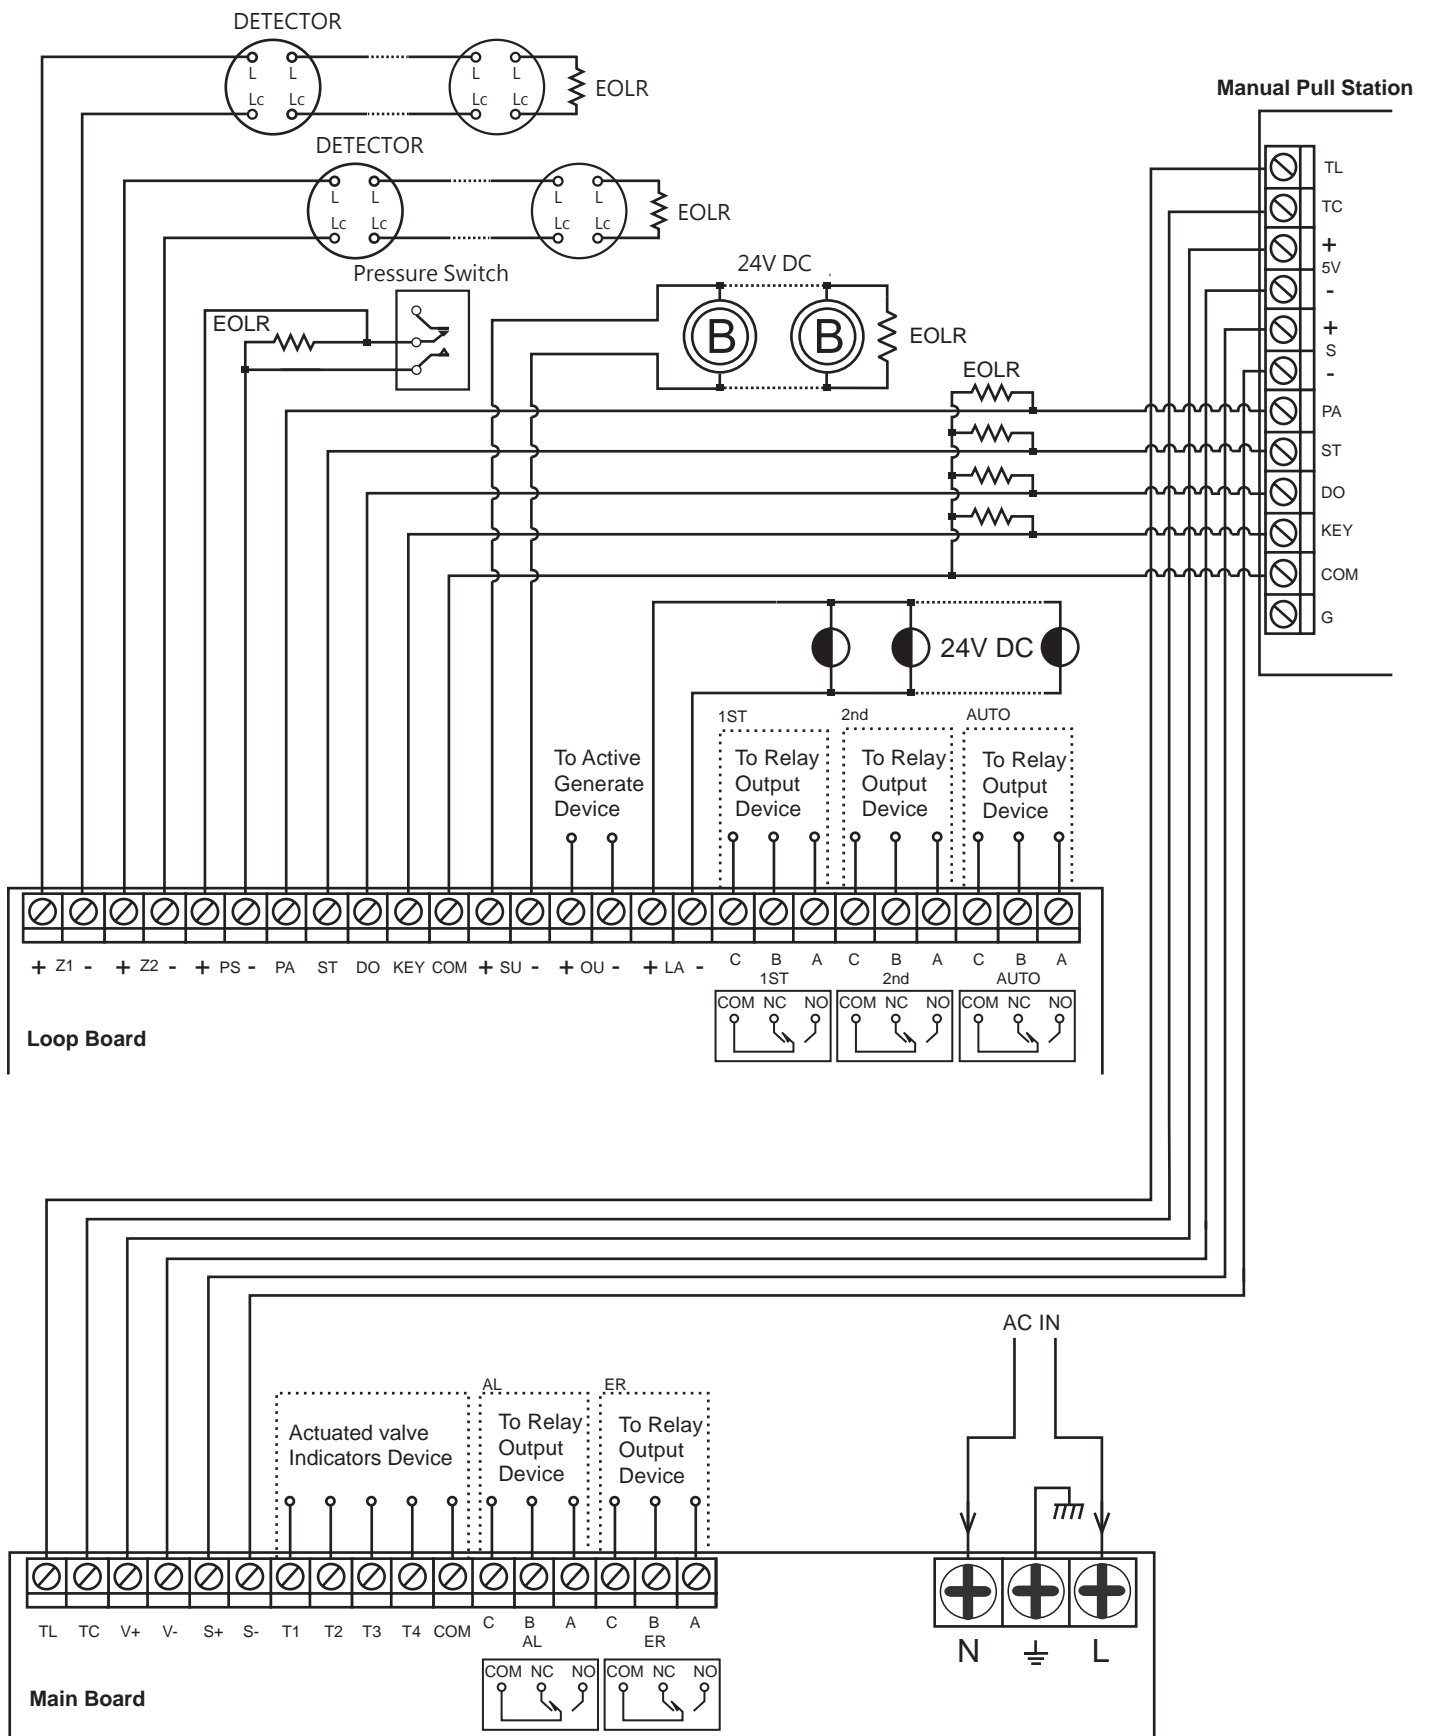 DETECTOR
L L L L
Lc Lc Lc Lc
EOLR
Manual Pull Station
DETECTOR
L L L L
Lc Lc Lc Lc
EOLR
Pressure Switch
EOLR
24V DC
B B
EOLR
EOLR
TL
TC
+
5V
-
+
S
-
PA
ST
DO
KEY
COM
G
24V DC
1ST
To Relay
Output
Device
2nd
To Relay
Output
Device
AUTO
To Relay
Output
Device
To Active
Generate
Device
+ Z1 - + Z2 - + PS - PA ST DO KEY COM + SU - + OU - + LA - C B A C B A C B A
1ST 2nd AUTO
COM NC NO COM NC NO COM NC NO
Loop Board
AC IN
Actuated valve
Indicators Device
AL
To Relay
Output
Device
ER
To Relay
Output
Device
TL TC V+ V- S+ S- T1 T2 T3 T4 COM C B A C B A
AL ER
COM NC NO COM NC NO
N L
Main Board